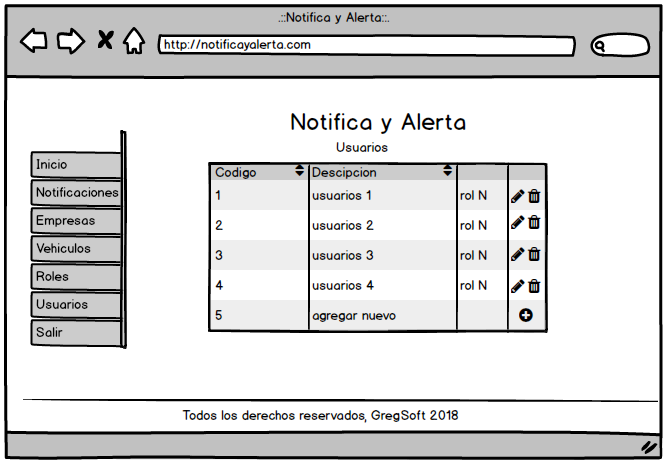 .::Notifica y Alerta::.
http://notificayalerta.com
Notifica y Alerta
Usuarios
Inicio
Notificaciones
Empresas
Vehiculos
Roles
Usuarios
Salir
Codigo Descipcion
1 usuarios 1 rol N
2 usuarios 2 rol N
3 usuarios 3 rol N
4 usuarios 4 rol N
5 agregar nuevo
Todos los derechos reservados, GregSoft 2018